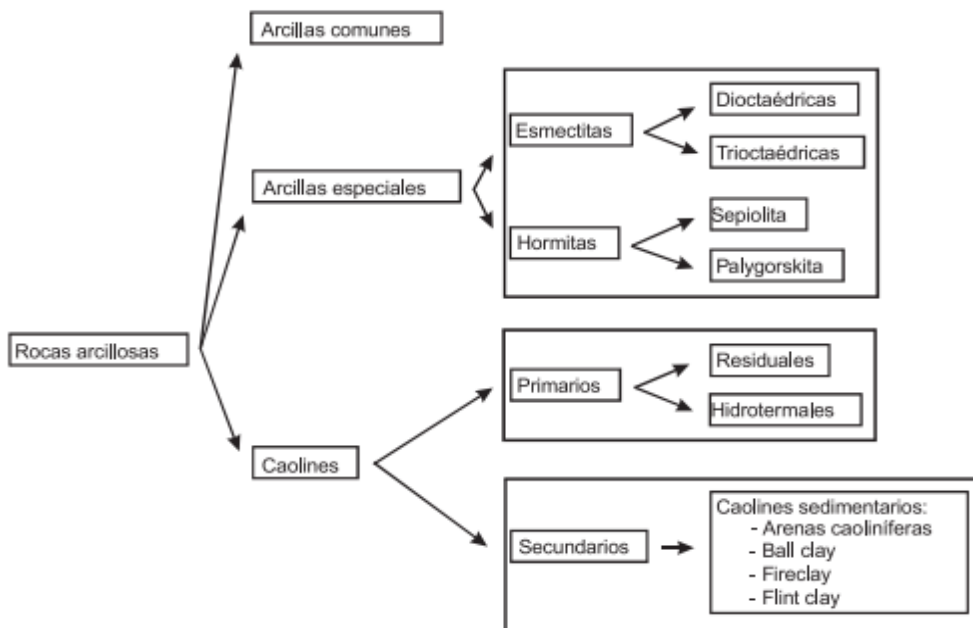 Arcillas comunes
Dioctaédricas
Esmectitas
Trioctaédricas
Arcillas especiales
Sepiolita
Hormitas
Palygorskita
Rocas arcillosas
Residuales
Primarios
Hidrotermales
Caolines
Caolines sedimentarios:
- Arenas caoliníferas
Secundarios
- Ball clay
- Fireclay
- Flint clay